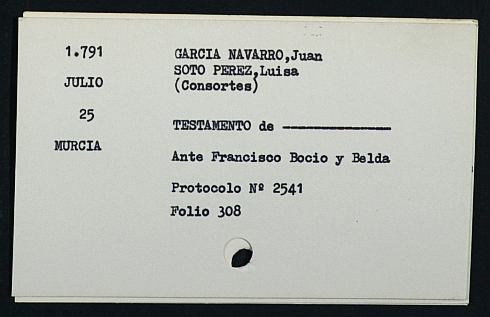 1.791
JULIO
25
MURCIA
GARCIA NAVARRO,Juan
SOTO PEREZ,Luisa
(Consortes)
TESTAMENTO de ----------------
Ante Francisco Bocio y Belda
Protocolo Nº 2541
Folio 308